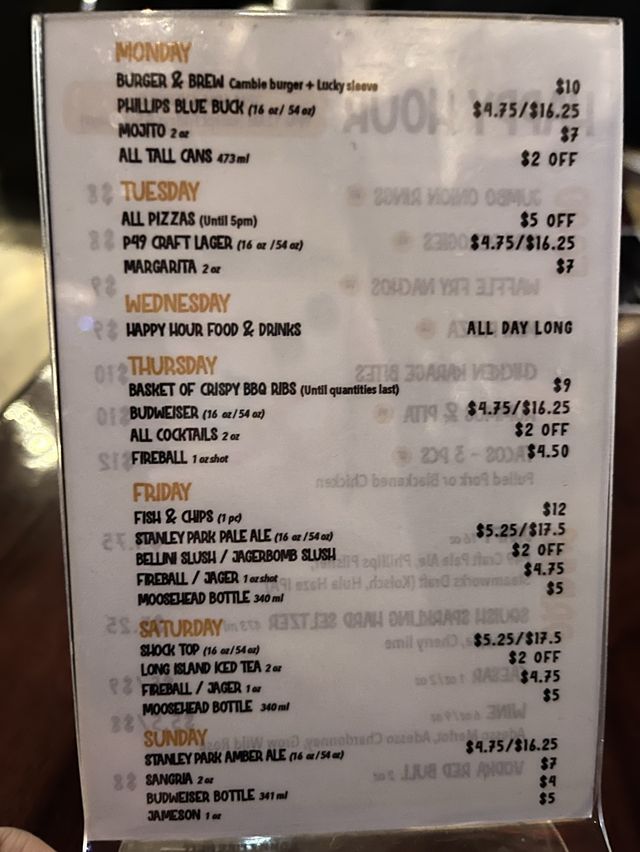 MONDAY
BURGER & BREW Cambie burger + Lucky sleeve $10
PHILLIPS BLUE BUCK (16 oz / 54 oz) $4.75/$16.25
MOJITO 2 oz $7
ALL TALL CANS 473ml $2 OFF
TUESDAY
ALL PIZZAS (Until 5pm) $5 OFF
P49 CRAFT LAGER (16 oz / 54 oz) $4.75/$16.25
MARGARITA 2 oz $7
WEDNESDAY
HAPPY HOUR FOOD & DRINKS ALL DAY LONG
THURSDAY
BASKET OF CRISPY BBQ RIBS (Until quantities last) $9
BUDWEISER (16 oz / 54 oz) $4.75/$16.25
ALL COCKTAILS 2 oz $2 OFF
FIREBALL 1 oz shot $4.50
FRIDAY
FISH & CHIPS (1 pc) $12
STANLEY PARK PALE ALE (16 oz / 54 oz) $5.25/$17.5
BELLINI SLUSH / JAGERBOMB SLUSH $2 OFF
FIREBALL / JAGER 1 oz shot $4.75
MOOSEHEAD BOTTLE 340 ml $5
SATURDAY
SHOCK TOP (16 oz / 54 oz) $5.25/$17.5
LONG ISLAND ICED TEA 2 oz $2 OFF
FIREBALL / JAGER 1 oz $4.75
MOOSEHEAD BOTTLE 340 ml $5
SUNDAY
STANLEY PARK AMBER ALE (16 oz / 54 oz) $4.75/$16.25
SANGRIA 2 oz $7
BUDWEISER BOTTLE 341 ml $4
JAMESON 1 oz $5